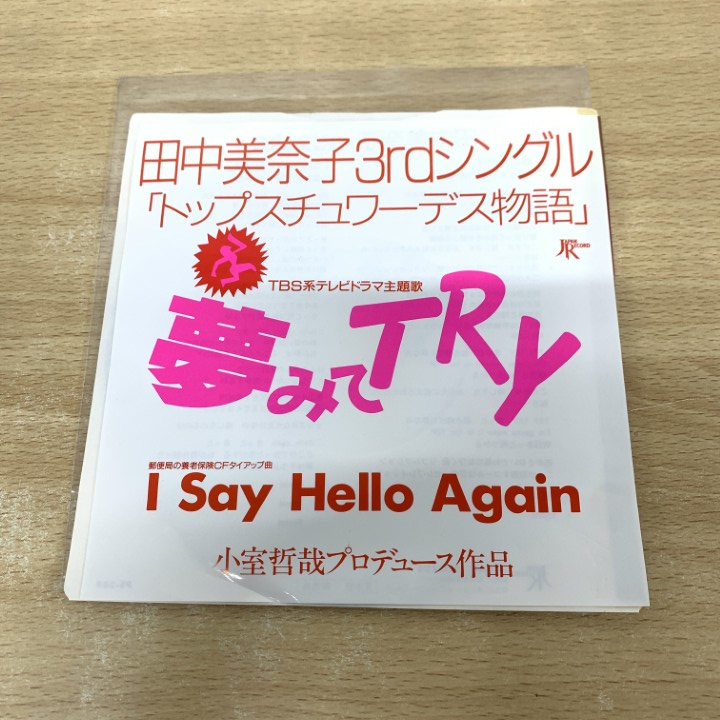 田中美奈子3rdシングル
「トップスチュワーデス物語」
JAPAN RECORD
TBS系テレビドラマ主題歌
夢みてTRY
郵便局の養老保険CFタイアップ曲
I Say Hello Again
小室哲哉プロデュース作品